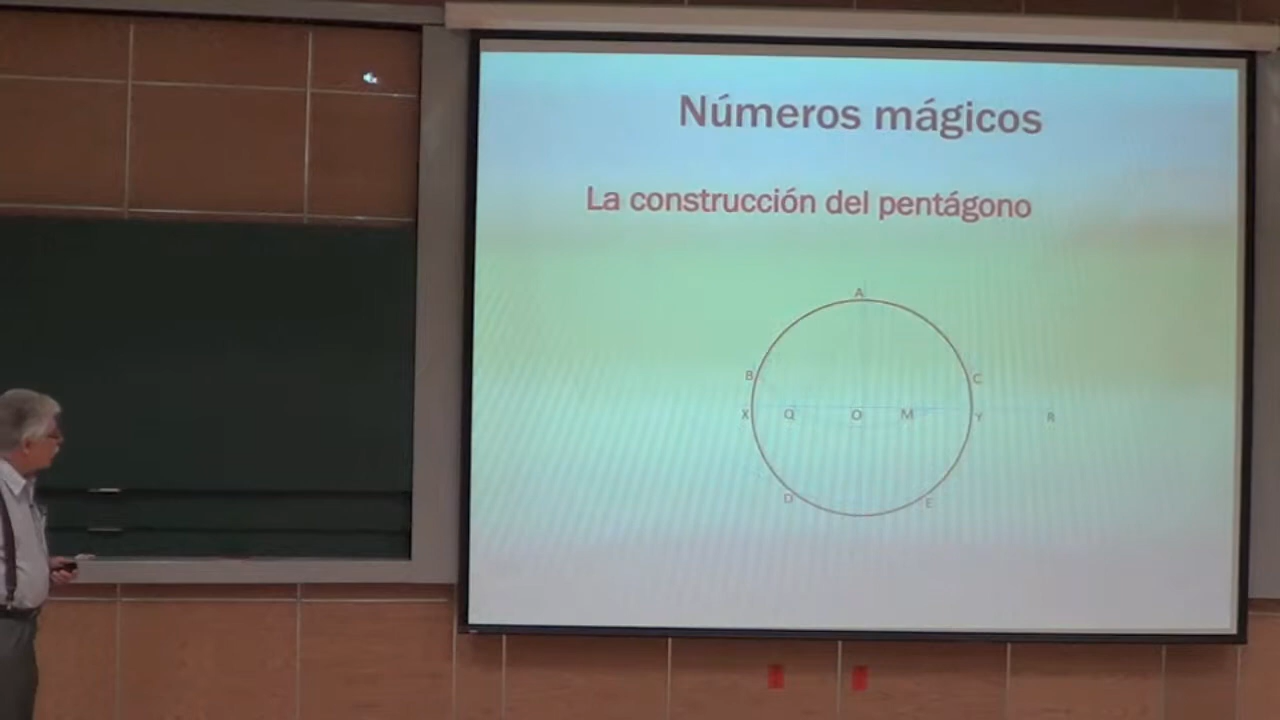 Números mágicos
La construcción del pentágono
A
B C
X Q O M Y R
D E